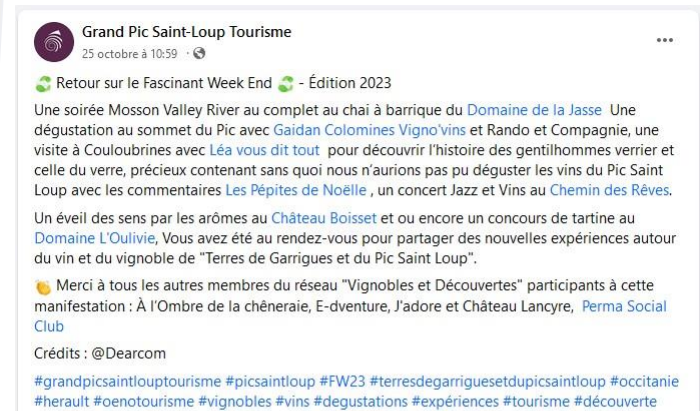 Grand Pic Saint-Loup Tourisme
25 octobre à 10:59 ·
Retour sur le Fascinant Week End - Édition 2023
Une soirée Mosson Valley River au complet au chai à barrique du Domaine de la Jasse Une
dégustation au sommet du Pic avec Gaidan Colomines Vigno'vins et Rando et Compagnie, une
visite à Couloubrines avec Léa vous dit tout pour découvrir l'histoire des gentilhommes verrier et
celle du verre, précieux contenant sans quoi nous n'aurions pas pu déguster les vins du Pic Saint
Loup avec les commentaires Les Pépites de Noëlle , un concert Jazz et Vins au Chemin des Rêves.
Un éveil des sens par les arômes au Château Boisset et ou encore un concours de tartine au
Domaine L'Oulivie, Vous avez été au rendez-vous pour partager des nouvelles expériences autour
du vin et du vignoble de "Terres de Garrigues et du Pic Saint Loup".
Merci à tous les autres membres du réseau "Vignobles et Découvertes" participants à cette
manifestation : À l'Ombre de la chêneraie, E-dventure, J'adore et Château Lancyre, Perma Social
Club
Crédits : @Dearcom
#grandpicsaintlouptourisme #picsaintloup #FW23 #terresdegarriguesetdupicsaintloup #occitanie
#herault #oenotourisme #vignobles #vins #degustations #expériences #tourisme #découverte